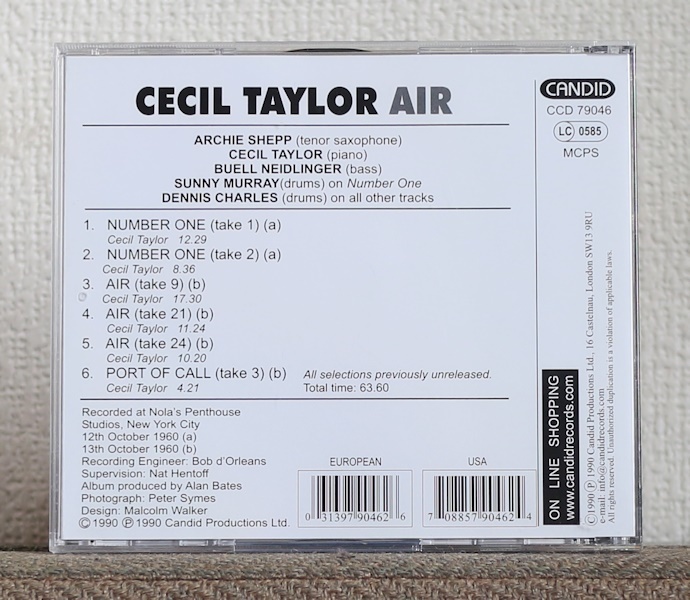 CECIL TAYLOR AIR
ARCHIE SHEPP (tenor saxophone)
CECIL TAYLOR (piano)
BUELL NEIDLINGER (bass)
SUNNY MURRAY(drums) on Number One
DENNIS CHARLES (drums) on all other tracks
1. NUMBER ONE (take 1) (a)
Cecil Taylor 12.29
2. NUMBER ONE (take 2) (a)
Cecil Taylor 8.36
3. AIR (take 9) (b)
Cecil Taylor 17.30
4. AIR (take 21) (b)
Cecil Taylor 11.24
5. AIR (take 24) (b)
Cecil Taylor 10.20
6. PORT OF CALL (take 3) (b)
Cecil Taylor 4.21
All selections previously unreleased.
Total time: 63.60
Recorded at Nola's Penthouse
Studios, New York City
12th October 1960 (a)
13th October 1960 (b)
Recording Engineer: Bob d'Orleans
Supervision: Nat Hentoff
Album produced by Alan Bates
Photograph: Peter Symes
Design: Malcolm Walker
Ⓒ1990 Ⓟ 1990 Candid Productions Ltd.
EUROPEAN
0 31397 90462 6
USA
7 08857 90462 4
CANDID
CCD 79046
LC 0585
MCPS
ON LINE SHOPPING
www.candidrecords.com
Ⓒ1990 Ⓟ 1990 Candid Productions Ltd., 16 Castelnau, London SW13 9RU
e-mail: info@candidrecords.com
All rights reserved. Unauthorized duplication is a violation of applicable laws.